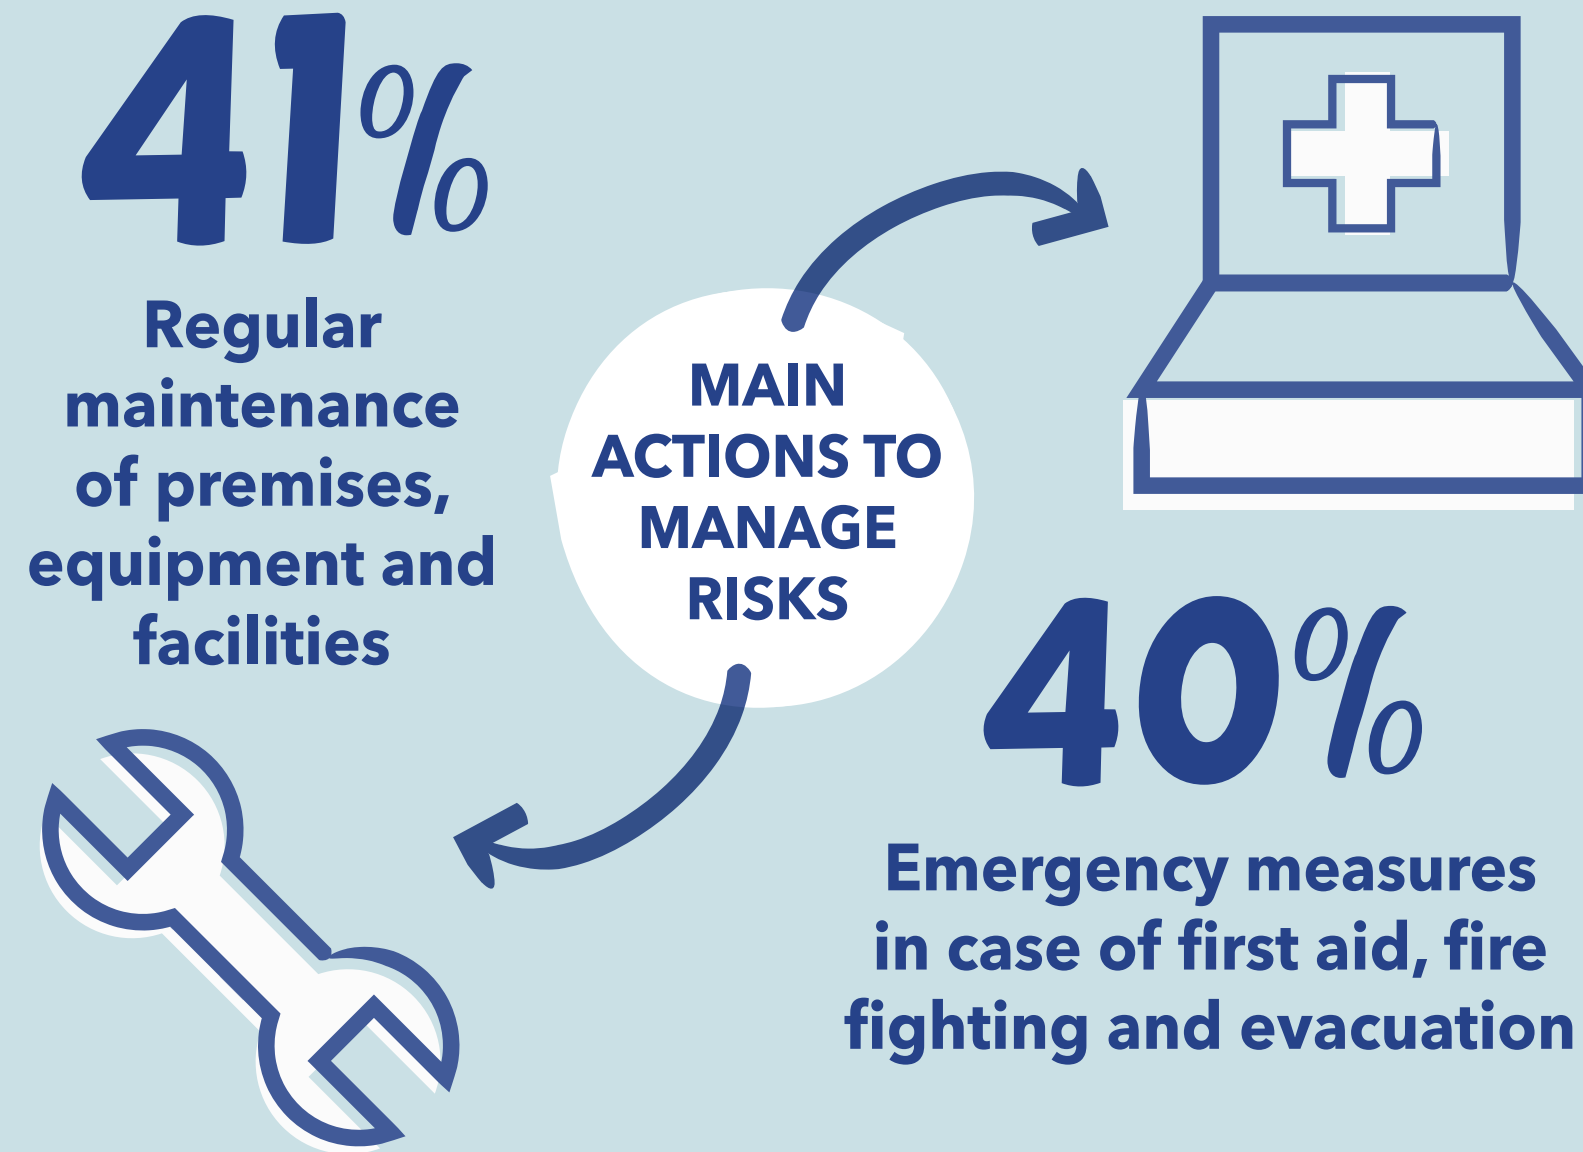 41%
Regular
maintenance
of premises,
equipment and
facilities
MAIN
ACTIONS TO
MANAGE
RISKS
40%
Emergency measures
in case of first aid, fire
fighting and evacuation